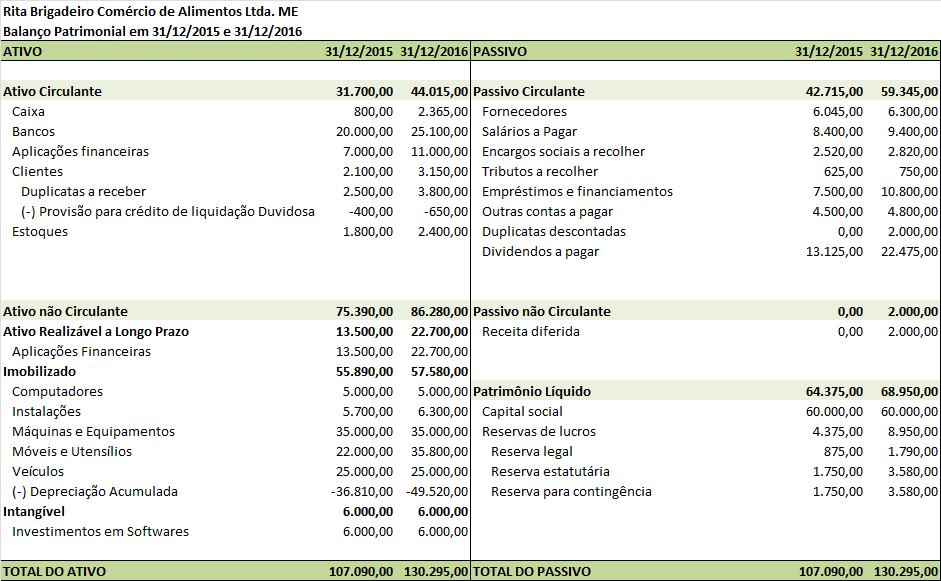 Rita Brigadeiro Comércio de Alimentos Ltda. ME
Balanço Patrimonial em 31/12/2015 e 31/12/2016
ATIVO 31/12/2015 31/12/2016 PASSIVO 31/12/2015 31/12/2016
Ativo Circulante 31.700,00 44.015,00 Passivo Circulante 42.715,00 59.345,00
Caixa 800,00 2.365,00 Fornecedores 6.045,00 6.300,00
Bancos 20.000,00 25.100,00 Salários a Pagar 8.400,00 9.400,00
Aplicações financeiras 7.000,00 11.000,00 Encargos sociais a recolher 2.520,00 2.820,00
Clientes 2.100,00 3.150,00 Tributos a recolher 625,00 750,00
Duplicatas a receber 2.500,00 3.800,00 Empréstimos e financiamentos 7.500,00 10.800,00
(-) Provisão para crédito de liquidação Duvidosa -400,00 -650,00 Outras contas a pagar 4.500,00 4.800,00
Estoques 1.800,00 2.400,00 Duplicatas descontadas 0,00 2.000,00
Dividendos a pagar 13.125,00 22.475,00
Ativo não Circulante 75.390,00 86.280,00 Passivo não Circulante 0,00 2.000,00
Ativo Realizável a Longo Prazo 13.500,00 22.700,00 Receita diferida 0,00 2.000,00
Aplicações Financeiras 13.500,00 22.700,00
Imobilizado 55.890,00 57.580,00
Computadores 5.000,00 5.000,00 Patrimônio Líquido 64.375,00 68.950,00
Instalações 5.700,00 6.300,00 Capital social 60.000,00 60.000,00
Máquinas e Equipamentos 35.000,00 35.000,00 Reservas de lucros 4.375,00 8.950,00
Móveis e Utensílios 22.000,00 35.800,00 Reserva legal 875,00 1.790,00
Veículos 25.000,00 25.000,00 Reserva estatutária 1.750,00 3.580,00
(-) Depreciação Acumulada -36.810,00 -49.520,00 Reserva para contingência 1.750,00 3.580,00
Intangível 6.000,00 6.000,00
Investimentos em Softwares 6.000,00 6.000,00
TOTAL DO ATIVO 107.090,00 130.295,00 TOTAL DO PASSIVO 107.090,00 130.295,00